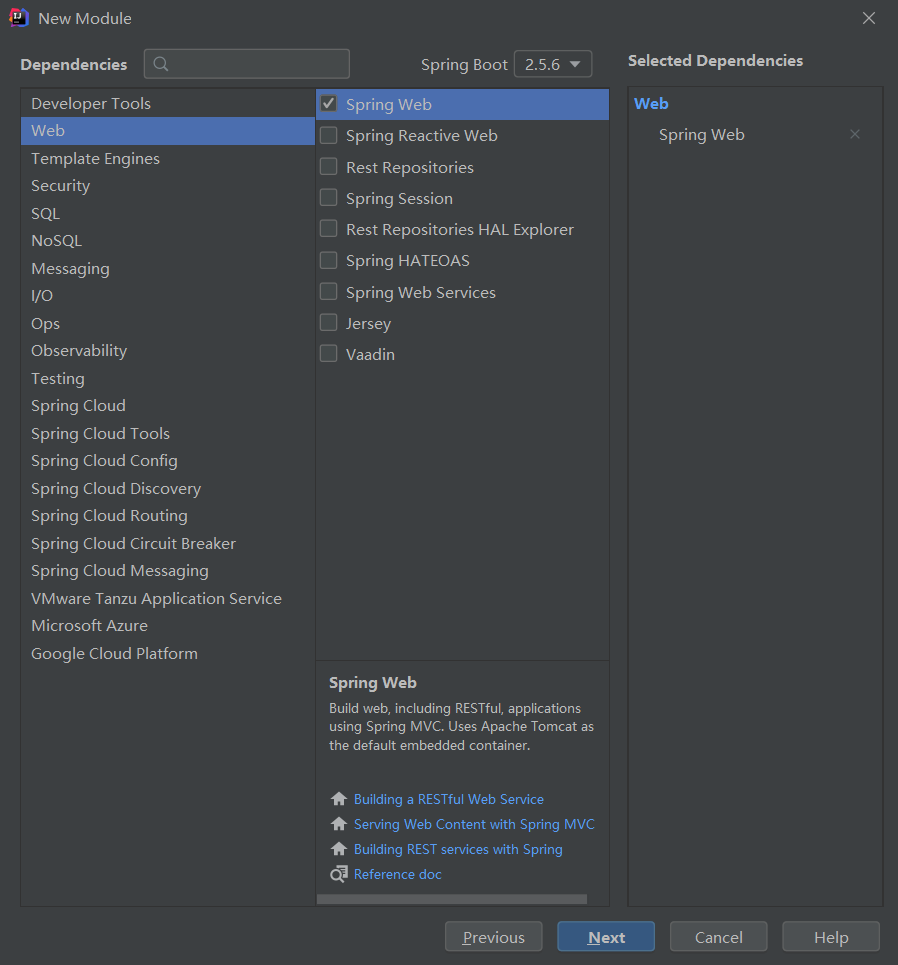 New Module
Dependencies
Spring Boot 2.5.6
Selected Dependencies
Developer Tools
Web
Template Engines
Security
SQL
NoSQL
Messaging
I/O
Ops
Observability
Testing
Spring Cloud
Spring Cloud Tools
Spring Cloud Config
Spring Cloud Discovery
Spring Cloud Routing
Spring Cloud Circuit Breaker
Spring Cloud Messaging
VMware Tanzu Application Service
Microsoft Azure
Google Cloud Platform
Spring Web
Spring Reactive Web
Rest Repositories
Spring Session
Rest Repositories HAL Explorer
Spring HATEOAS
Spring Web Services
Jersey
Vaadin
Spring Web
Build web, including RESTful, applications
using Spring MVC. Uses Apache Tomcat as
the default embedded container.
Building a RESTful Web Service
Serving Web Content with Spring MVC
Building REST services with Spring
Reference doc
Web
Spring Web
Previous
Next
Cancel
Help